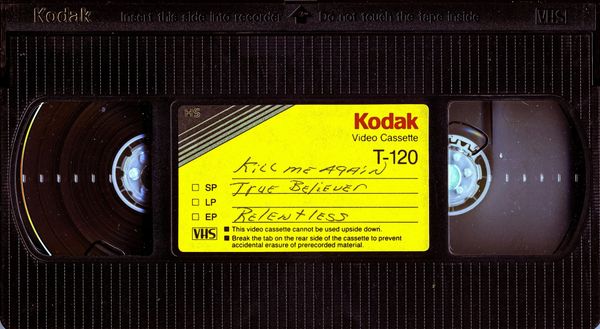 Kodak Insert this side into recorder Do not touch the tape inside VHS
HS
Kodak
Video Cassette
T-120
Kill me AgAiN
SP True Believer
LP
EP Relentless
VHS ■ This video cassette cannot be used upside down.
■ Break the tab on the rear side of the cassette to prevent
accidental erasure of prerecorded material.